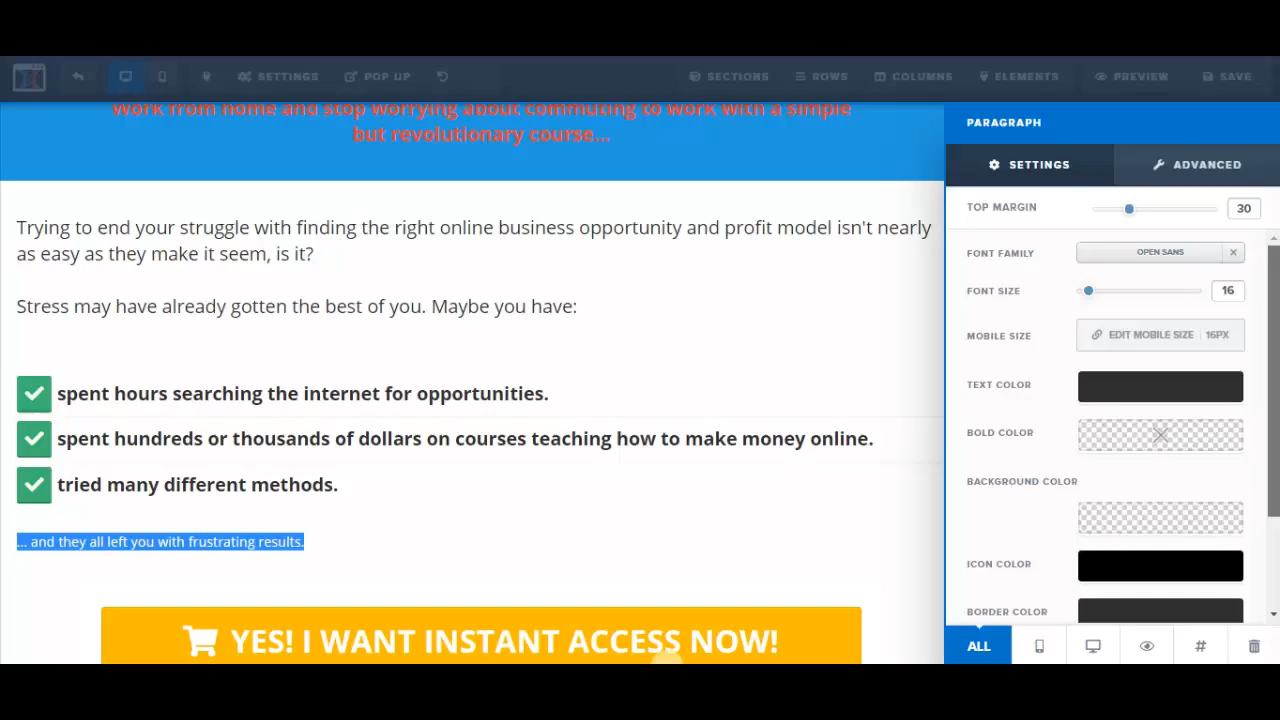 SETTINGS
POP UP
SECTIONS
ROWS
COLUMNS
ELEMENTS
PREVIEW
SAVE
Work from home and stop worrying about commuting to work with a simple
but revolutionary course...
Trying to end your struggle with finding the right online business opportunity and profit model isn't nearly
as easy as they make it seem, is it?
Stress may have already gotten the best of you. Maybe you have:
spent hours searching the internet for opportunities.
spent hundreds or thousands of dollars on courses teaching how to make money online.
tried many different methods.
... and they all left you with frustrating results.
YES! I WANT INSTANT ACCESS NOW!
PARAGRAPH
SETTINGS
ADVANCED
TOP MARGIN 30
FONT FAMILY OPEN SANS
FONT SIZE 16
MOBILE SIZE EDIT MOBILE SIZE 16PX
TEXT COLOR
BOLD COLOR
BACKGROUND COLOR
ICON COLOR
BORDER COLOR
ALL
#